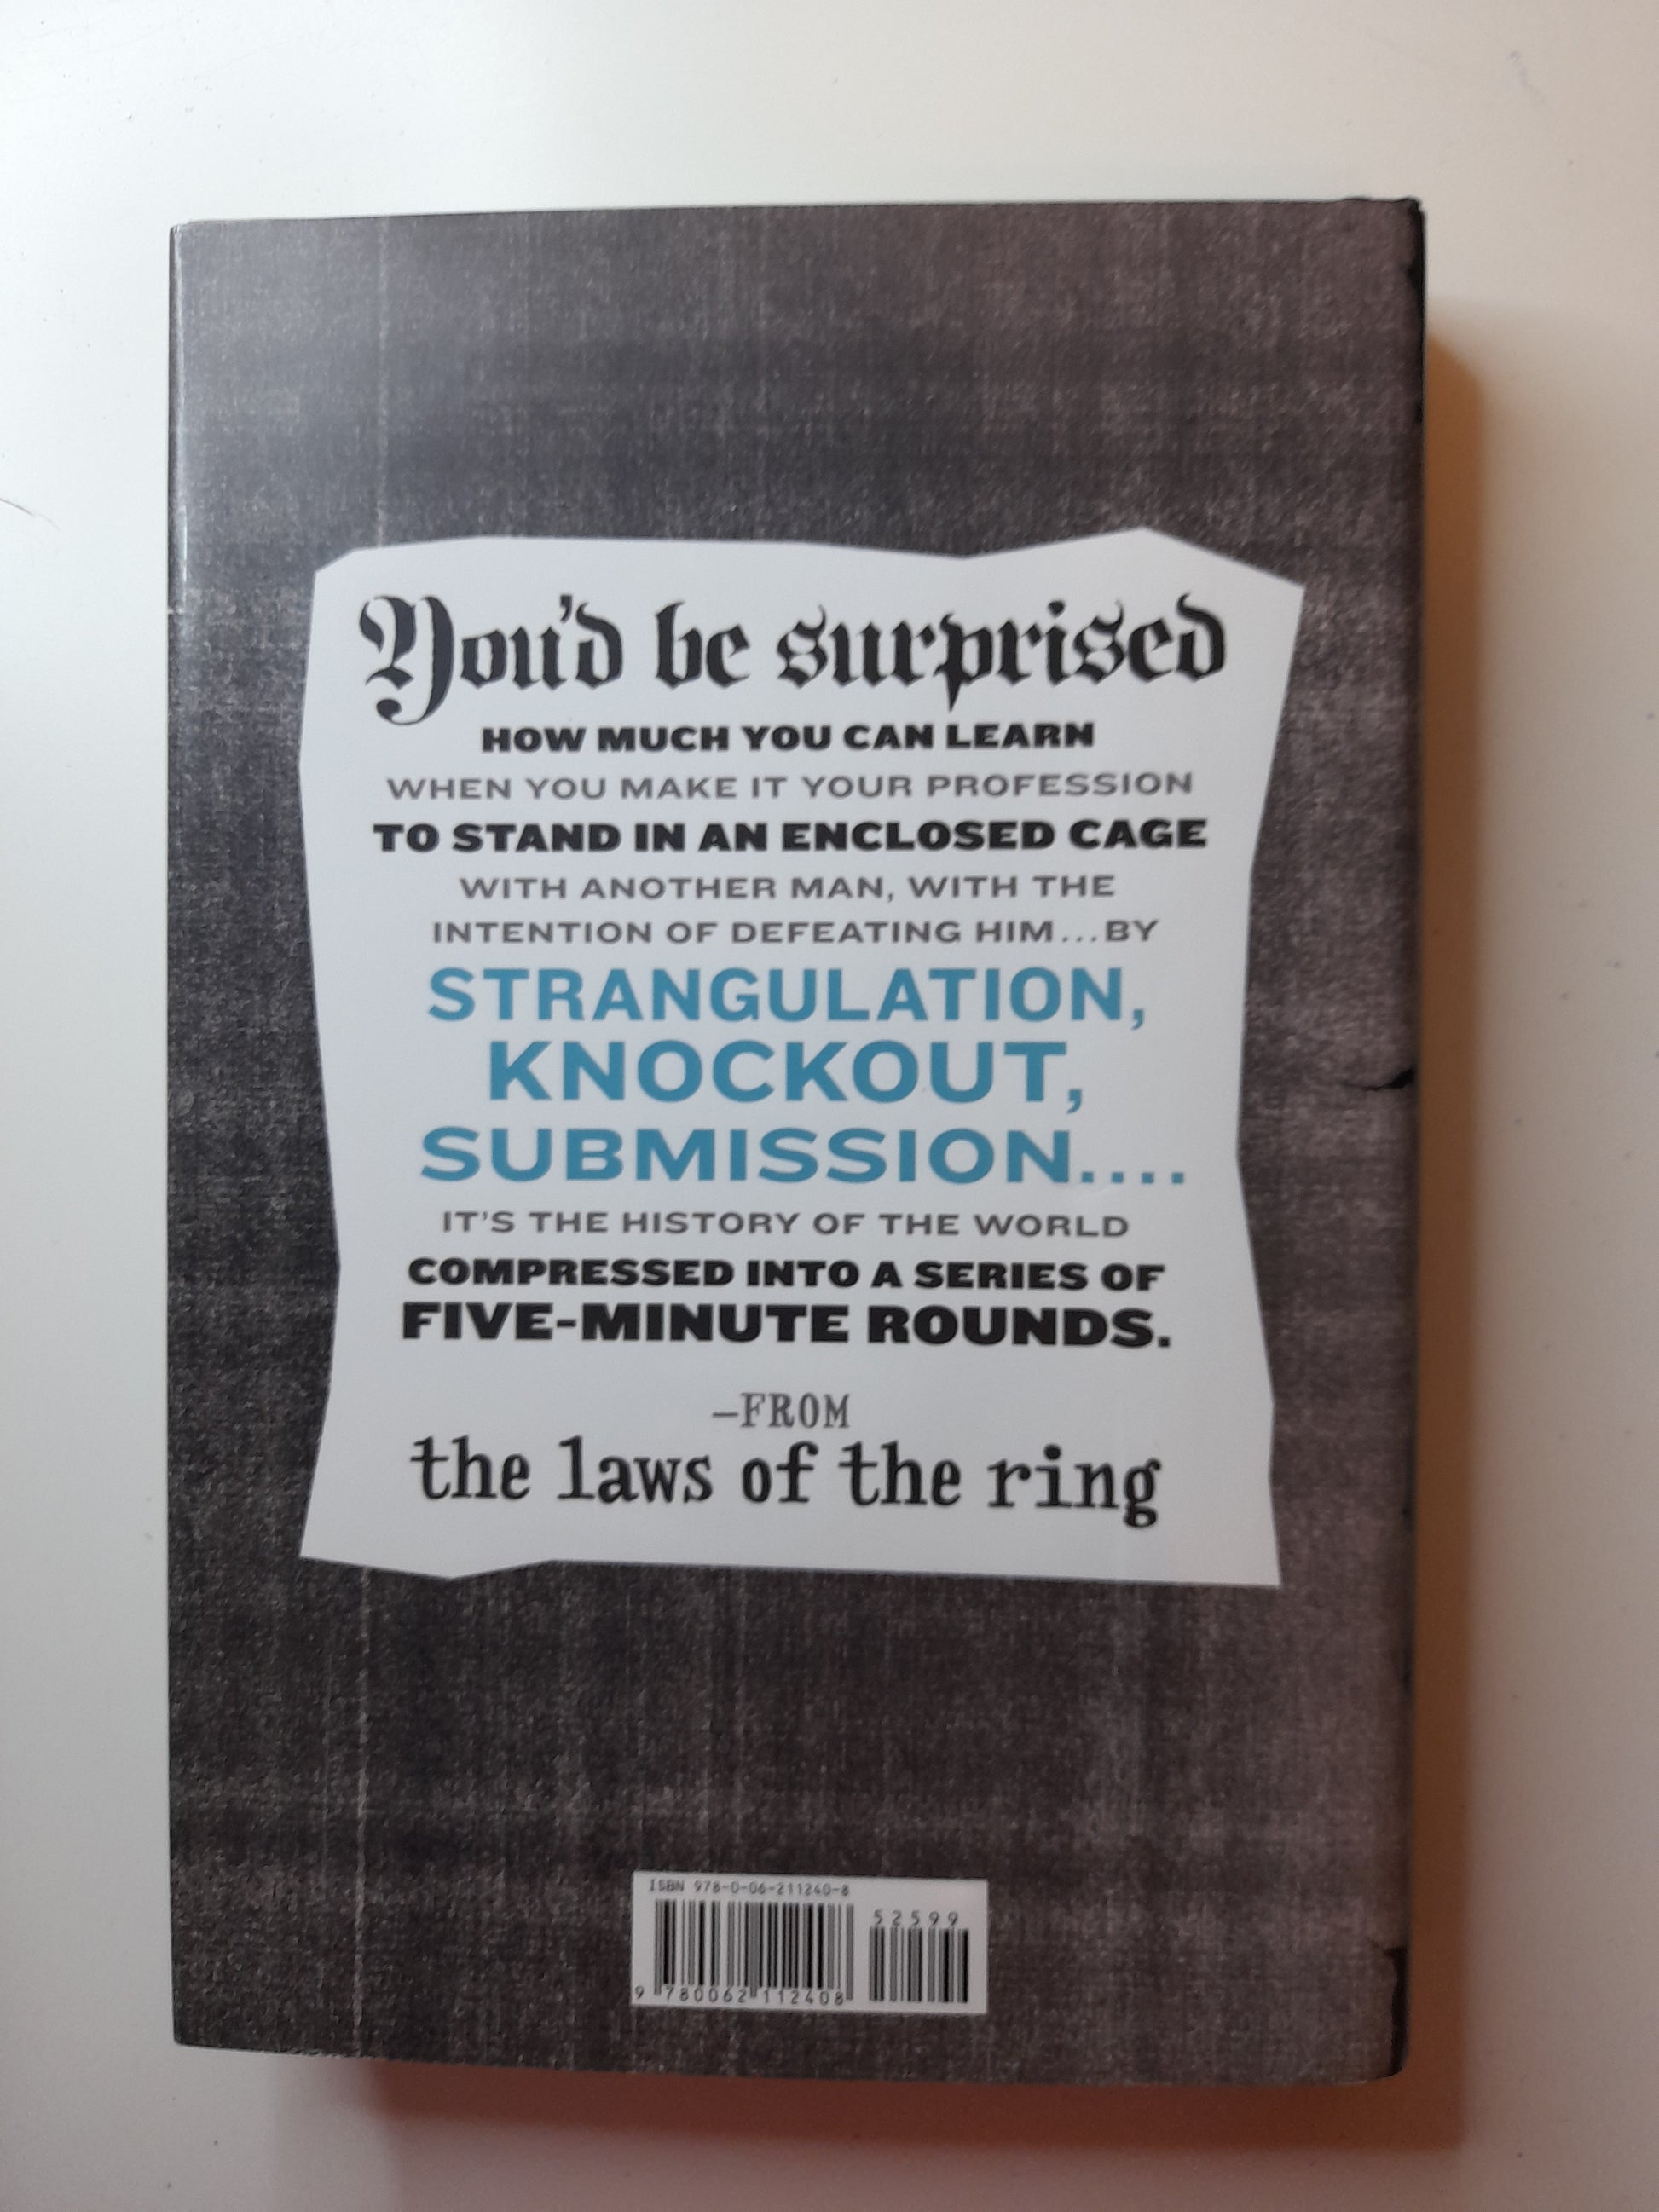 You'd be surprised
HOW MUCH YOU CAN LEARN
WHEN YOU MAKE IT YOUR PROFESSION
TO STAND IN AN ENCLOSED CAGE
WITH ANOTHER MAN, WITH THE
INTENTION OF DEFEATING HIM...BY
STRANGULATION,
KNOCKOUT,
SUBMISSION....
IT'S THE HISTORY OF THE WORLD
COMPRESSED INTO A SERIES OF
FIVE-MINUTE ROUNDS.
—FROM
the laws of the ring
ISBN 978-0-06-211240-8
52599
9 780062 112408